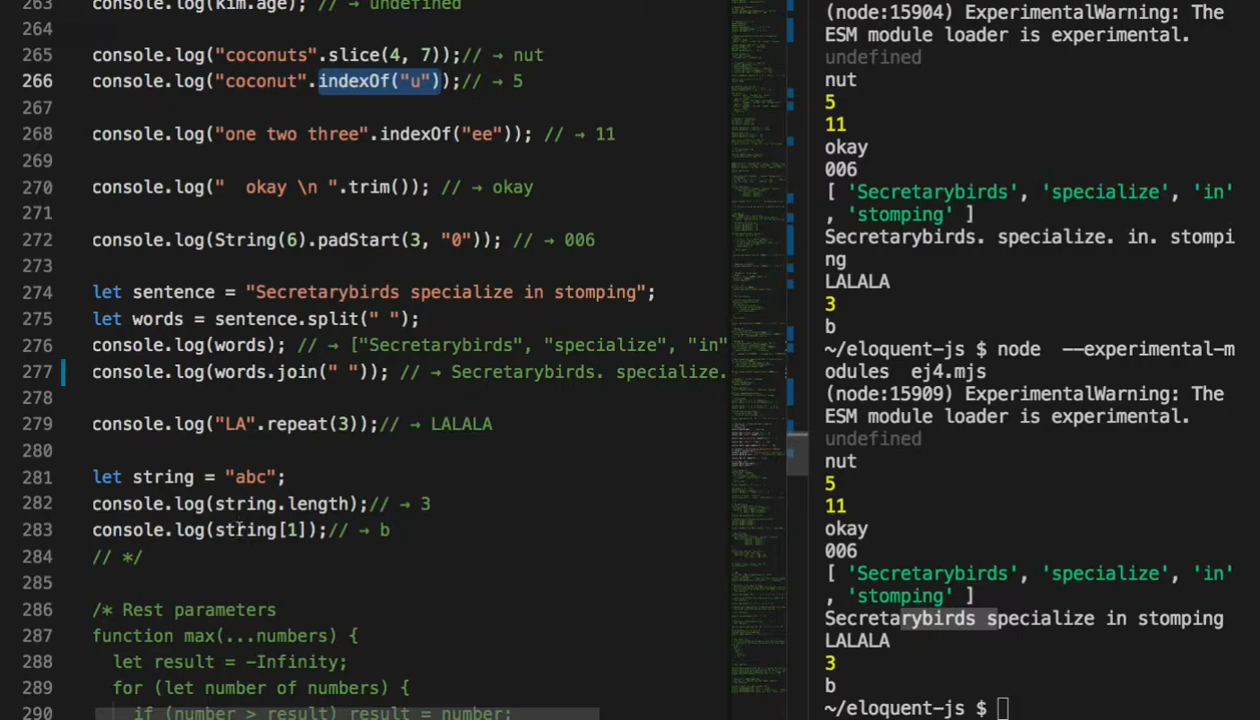 263 console.log(kim.age); // → undefined
264
265 console.log("coconuts".slice(4, 7));// → nut
266 console.log("coconut".indexOf("u"));// → 5
267
268 console.log("one two three".indexOf("ee")); // → 11
269
270 console.log("  okay \n ".trim()); // → okay
271
272 console.log(String(6).padStart(3, "0")); // → 006
273
274 let sentence = "Secretarybirds specialize in stomping";
275 let words = sentence.split(" ");
276 console.log(words); // → ["Secretarybirds", "specialize", "in"
277 console.log(words.join(" ")); // → Secretarybirds. specialize.
278
279 console.log("LA".repeat(3));// → LALALA
280
281 let string = "abc";
282 console.log(string.length);// → 3
283 console.log(string[1]);// → b
284 // */
285
286 /* Rest parameters
287 function max(...numbers) {
288   let result = -Infinity;
289   for (let number of numbers) {
290     if (number > result) result = number;
(node:15904) ExperimentalWarning: The
ESM module loader is experimental.
undefined
nut
5
11
okay
006
[ 'Secretarybirds', 'specialize', 'in'
, 'stomping' ]
Secretarybirds. specialize. in. stompi
ng
LALALA
3
b
~/eloquent-js $ node  --experimental-m
odules  ej4.mjs
(node:15909) ExperimentalWarning: The
ESM module loader is experimental.
undefined
nut
5
11
okay
006
[ 'Secretarybirds', 'specialize', 'in'
, 'stomping' ]
Secretarybirds specialize in stomping
LALALA
3
b
~/eloquent-js $